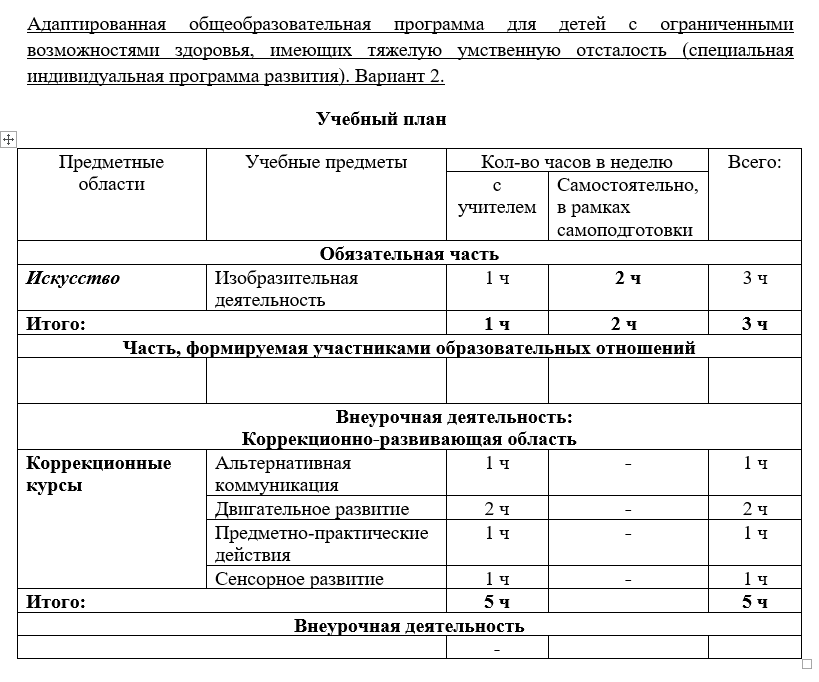 Адаптированная общеобразовательная программа для детей с ограниченными
возможностями здоровья, имеющих тяжелую умственную отсталость (специальная
индивидуальная программа развития). Вариант 2.
Учебный план
Предметные области Учебные предметы Кол-во часов в неделю Всего:
с учителем Самостоятельно, в рамках самоподготовки
Обязательная часть
Искусство Изобразительная деятельность 1 ч 2 ч 3 ч
Итого: 1 ч 2 ч 3 ч
Часть, формируемая участниками образовательных отношений
Внеурочная деятельность:
Коррекционно-развивающая область
Коррекционные курсы Альтернативная коммуникация 1 ч - 1 ч
Двигательное развитие 2 ч - 2 ч
Предметно-практические действия 1 ч - 1 ч
Сенсорное развитие 1 ч - 1 ч
Итого: 5 ч 5 ч
Внеурочная деятельность
-